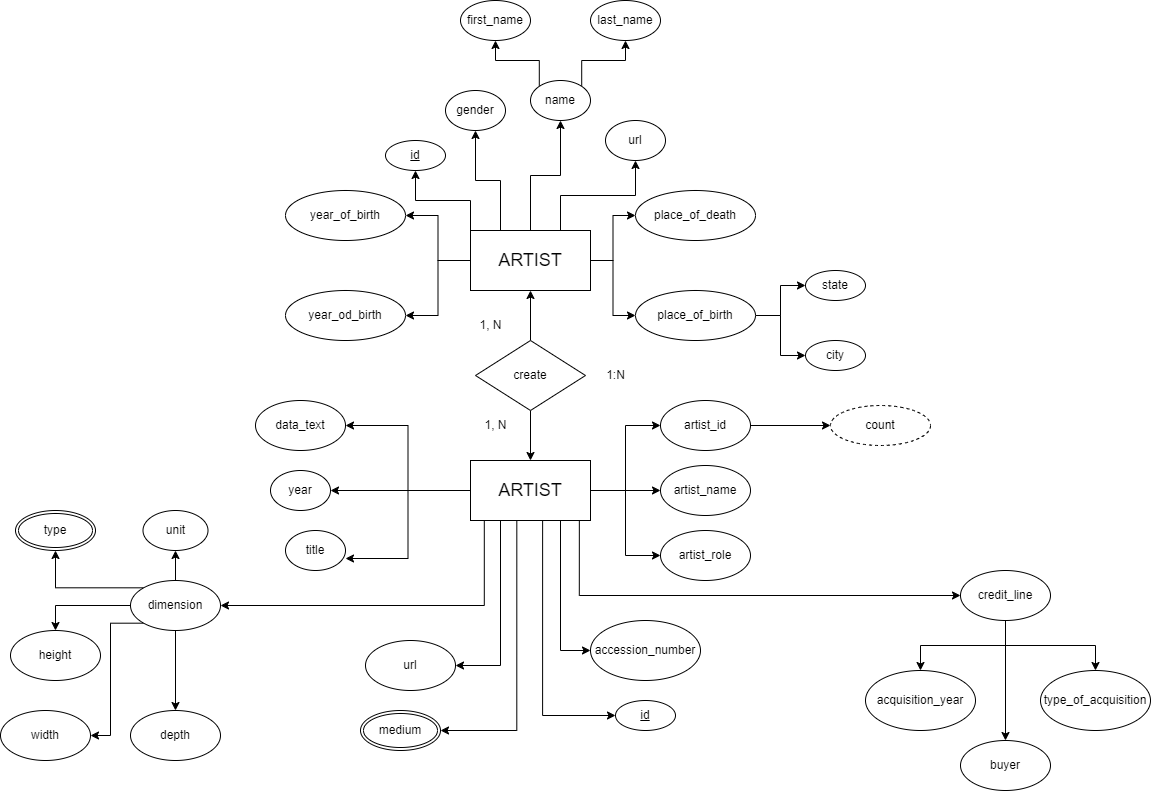 first_name
last_name
name
gender
url
id
year_of_birth
place_of_death
ARTIST
state
year_od_birth
place_of_birth
1, N
city
create
1:N
1, N
data_text
artist_id
count
year
ARTIST
artist_name
type
unit
title
artist_role
dimension
credit_line
height
url
accession_number
acquisition_year
type_of_acquisition
id
width
depth
medium
buyer